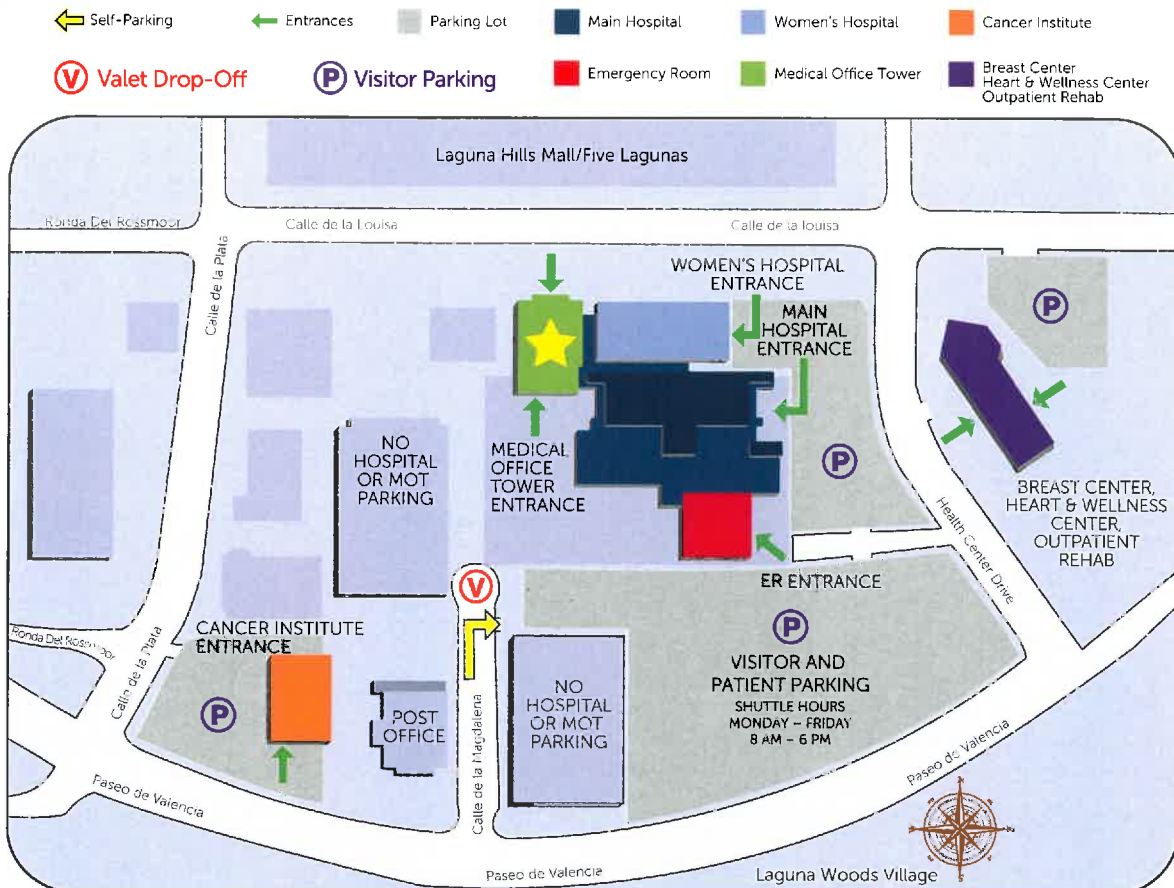 Self-Parking
Entrances
Parking Lot
Main Hospital
Women's Hospital
Cancer Institute
V Valet Drop-Off
P Visitor Parking
Emergency Room
Medical Office Tower
Breast Center
Heart & Wellness Center
Outpatient Rehab
Laguna Hills Mall/Five Lagunas
Ronda Del Rossmoor
Calle de la Louisa
Calle de la louisa
Calle de la Plata
WOMEN'S HOSPITAL
ENTRANCE
MAIN
HOSPITAL
ENTRANCE
P
NO
HOSPITAL
OR MOT
PARKING
MEDICAL
OFFICE
TOWER
ENTRANCE
P
BREAST CENTER,
HEART & WELLNESS
CENTER,
OUTPATIENT
REHAB
Health Center Drive
ER ENTRANCE
V
Ronda Del Rossmoor
Calle de la Plata
CANCER INSTITUTE
ENTRANCE
P
POST
OFFICE
Calle de la Magdalena
NO
HOSPITAL
OR MOT
PARKING
P
VISITOR AND
PATIENT PARKING
SHUTTLE HOURS
MONDAY – FRIDAY
8 AM – 6 PM
Paseo de Valencia
Paseo de Valencia
Paseo de Valencia
Laguna Woods Village